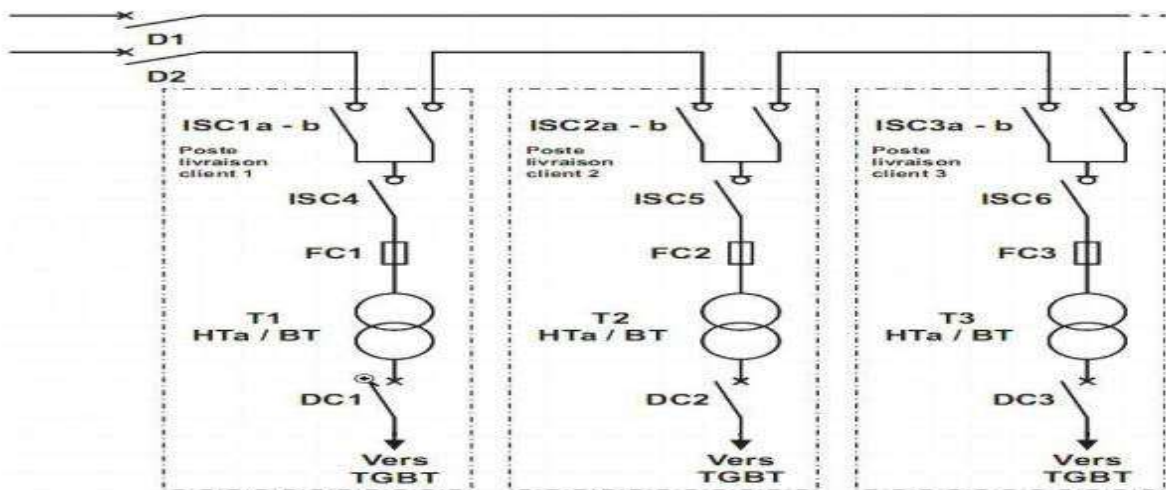 D1
D2
ISC1a - b
Poste
livraison
client 1
ISC4
FC1
T1
HTa / BT
DC1
Vers
TGBT
ISC2a - b
Poste
livraison
client 2
ISC5
FC2
T2
HTa / BT
DC2
Vers
TGBT
ISC3a - b
Poste
livraison
client 3
ISC6
FC3
T3
HTa / BT
DC3
Vers
TGBT